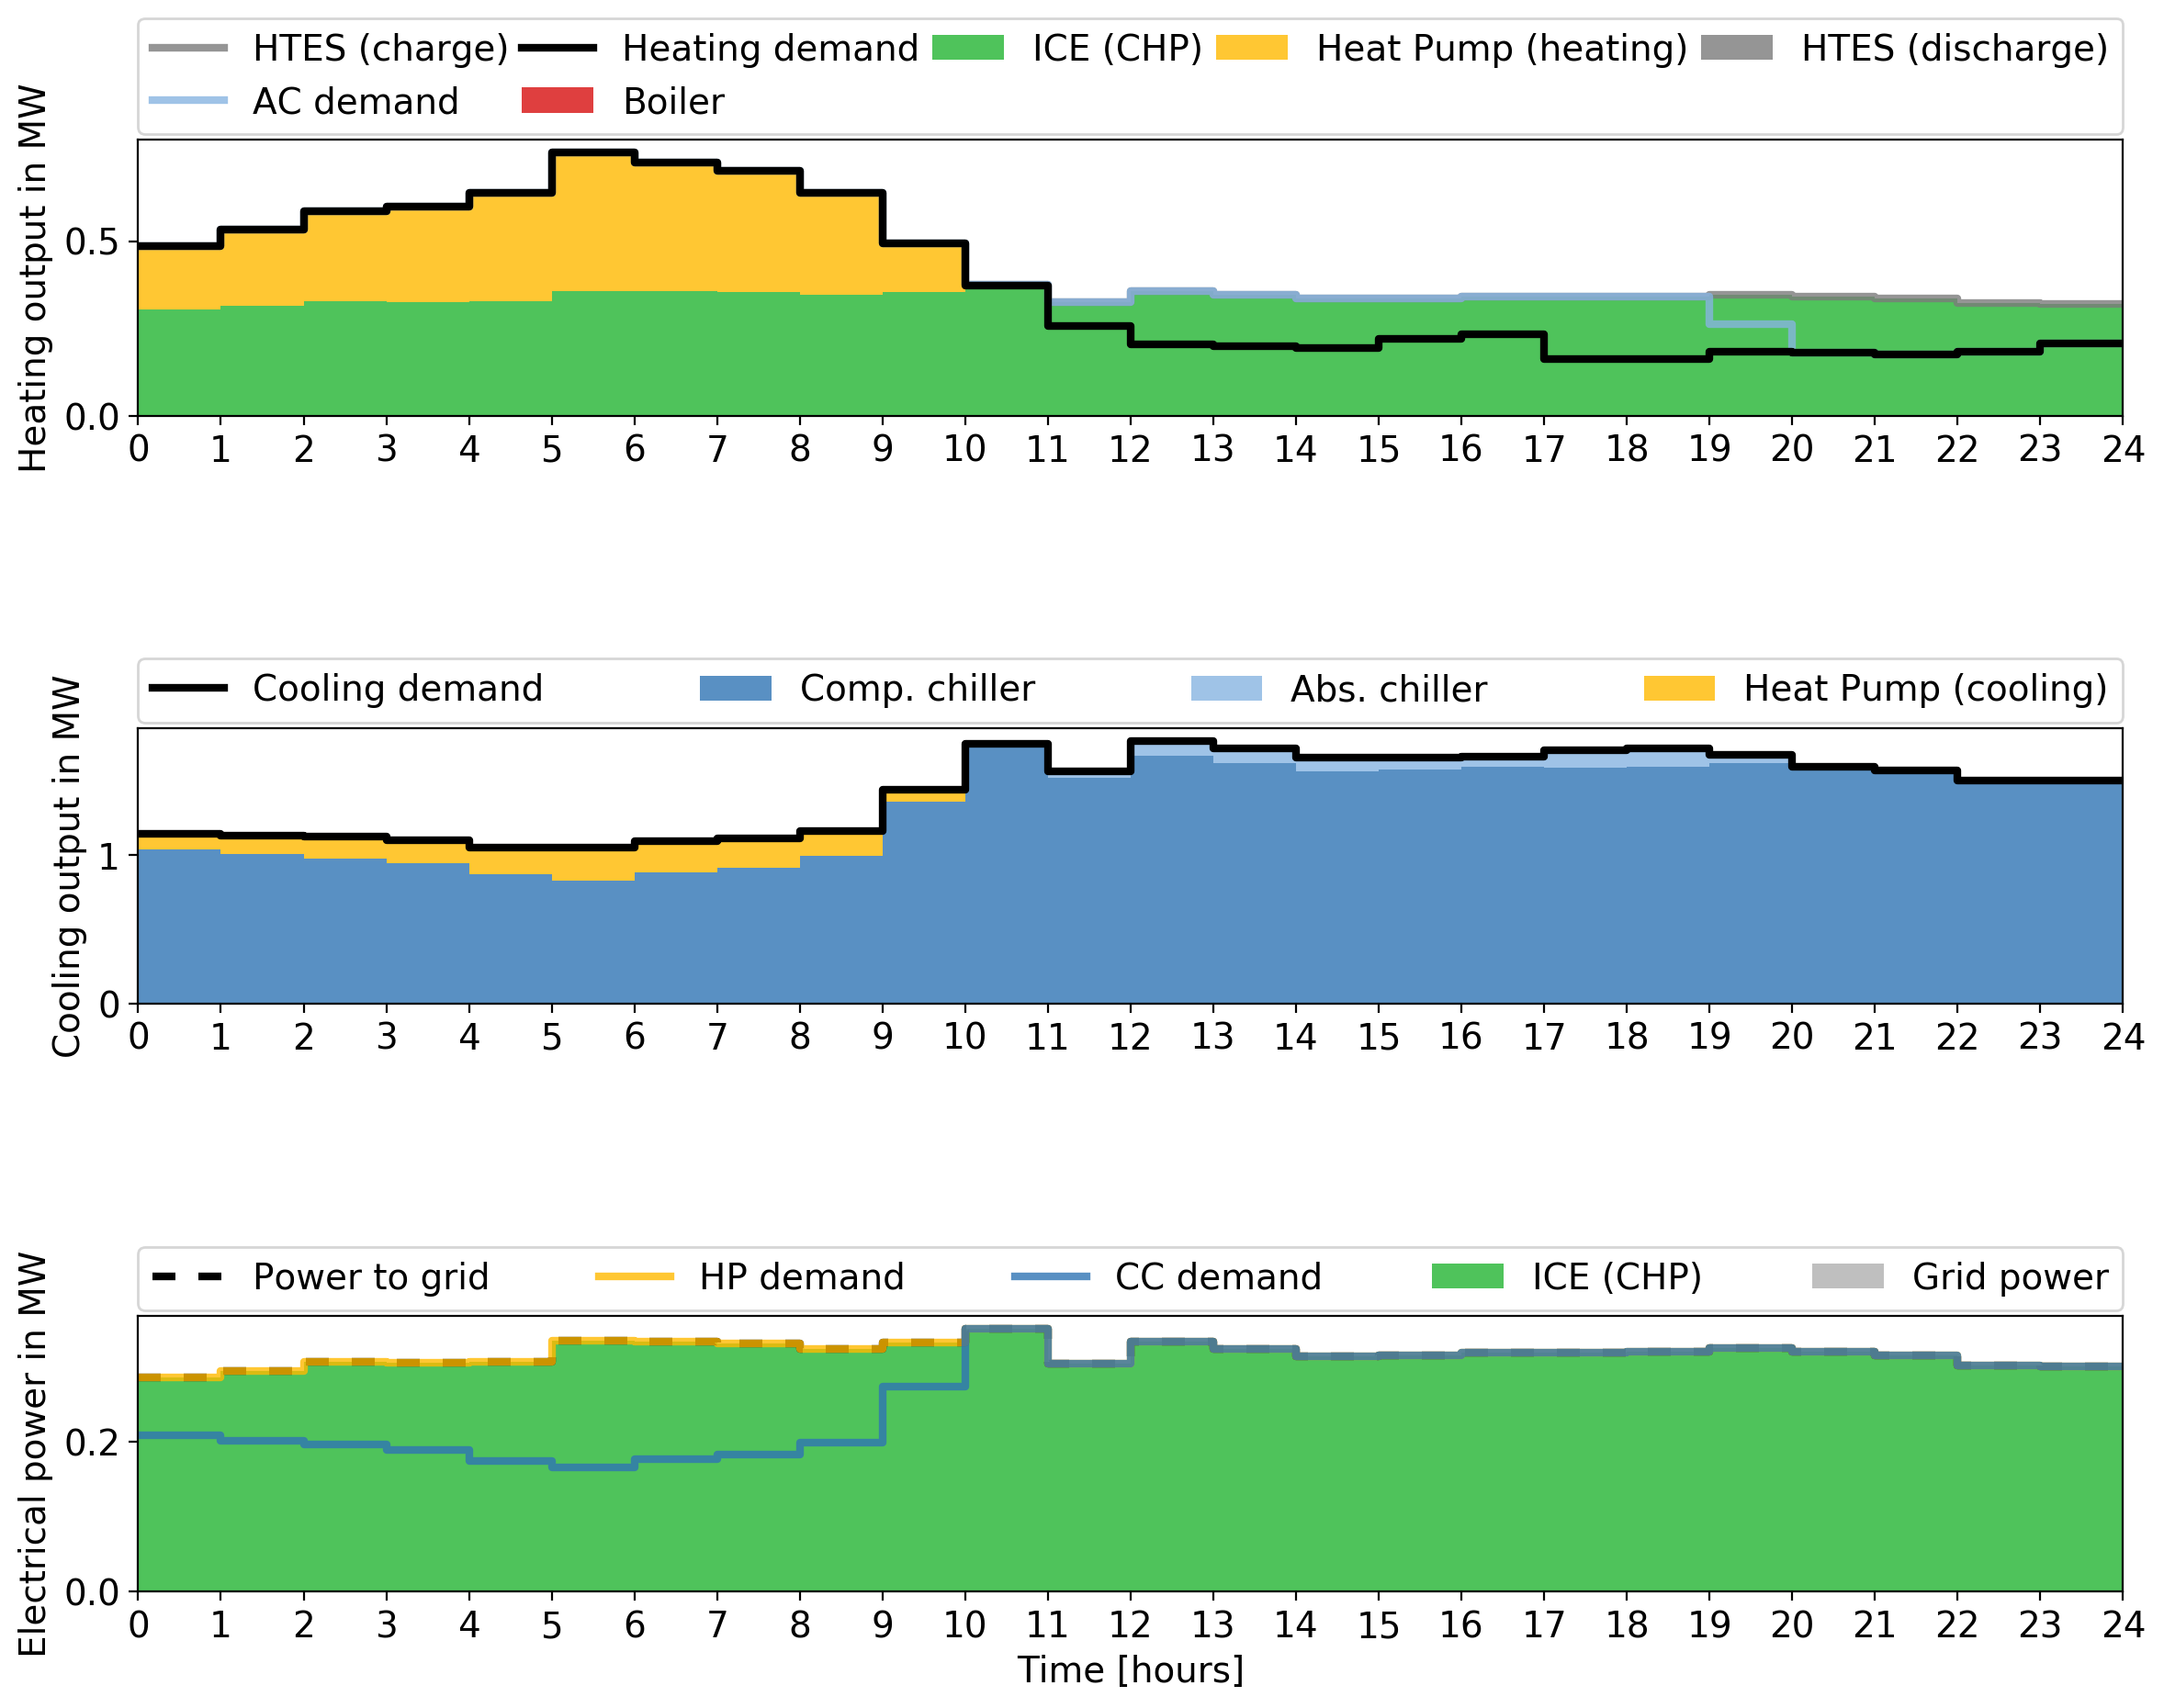 HTES (charge) Heating demand ICE (CHP) Heat Pump (heating) HTES (discharge)
AC demand Boiler
Heating output in MW
0.5
0.0
0 1 2 3 4 5 6 7 8 9 10 11 12 13 14 15 16 17 18 19 20 21 22 23 24
Cooling demand Comp. chiller Abs. chiller Heat Pump (cooling)
Cooling output in MW
1
0
0 1 2 3 4 5 6 7 8 9 10 11 12 13 14 15 16 17 18 19 20 21 22 23 24
Power to grid HP demand CC demand ICE (CHP) Grid power
Electrical power in MW
0.2
0.0
0 1 2 3 4 5 6 7 8 9 10 11 12 13 14 15 16 17 18 19 20 21 22 23 24
Time [hours]